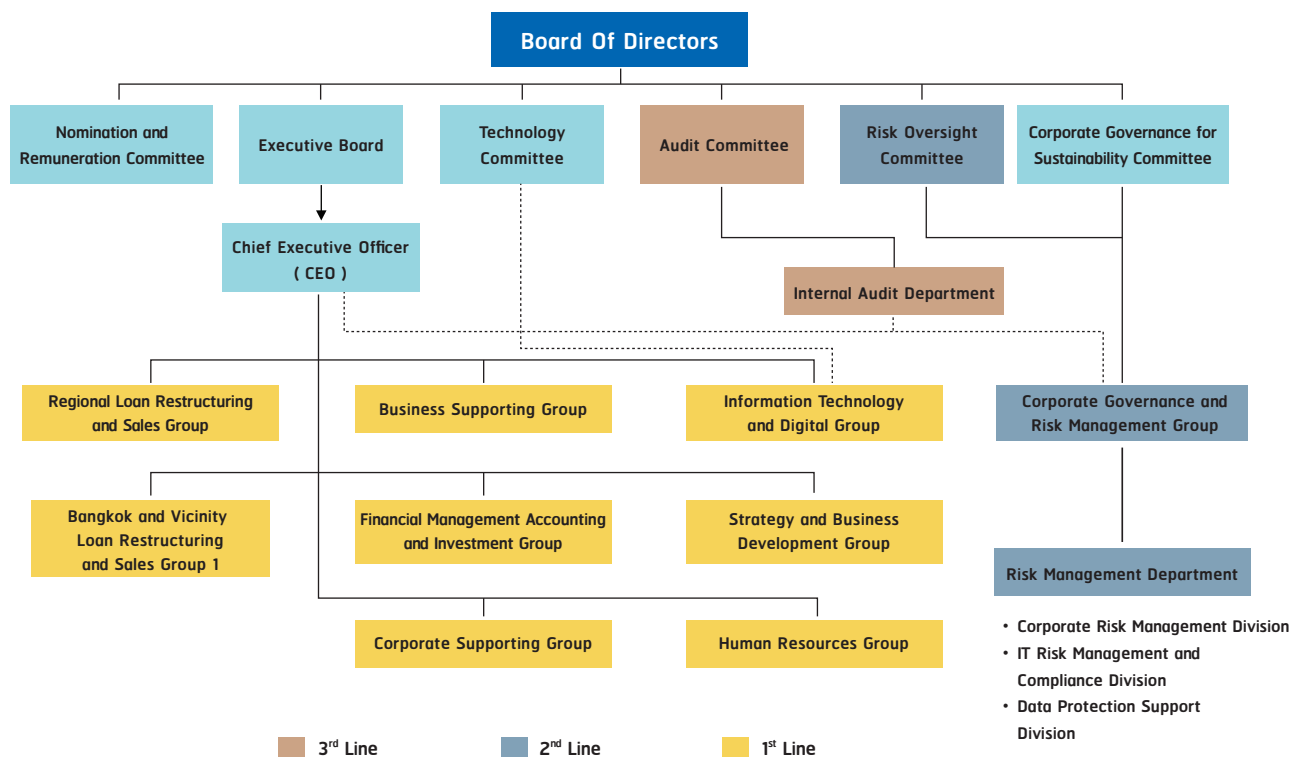 Board Of Directors
Nomination and
Remuneration Committee
Executive Board
Technology
Committee
Audit Committee
Risk Oversight
Committee
Corporate Governance for
Sustainability Committee
Chief Executive Officer
( CEO )
Internal Audit Department
Regional Loan Restructuring
and Sales Group
Business Supporting Group
Information Technology
and Digital Group
Corporate Governance and
Risk Management Group
Bangkok and Vicinity
Loan Restructuring
and Sales Group 1
Financial Management Accounting
and Investment Group
Strategy and Business
Development Group
Risk Management Department
Corporate Supporting Group
Human Resources Group
• Corporate Risk Management Division
• IT Risk Management and
Compliance Division
• Data Protection Support
Division
3rd Line
2nd Line
1st Line